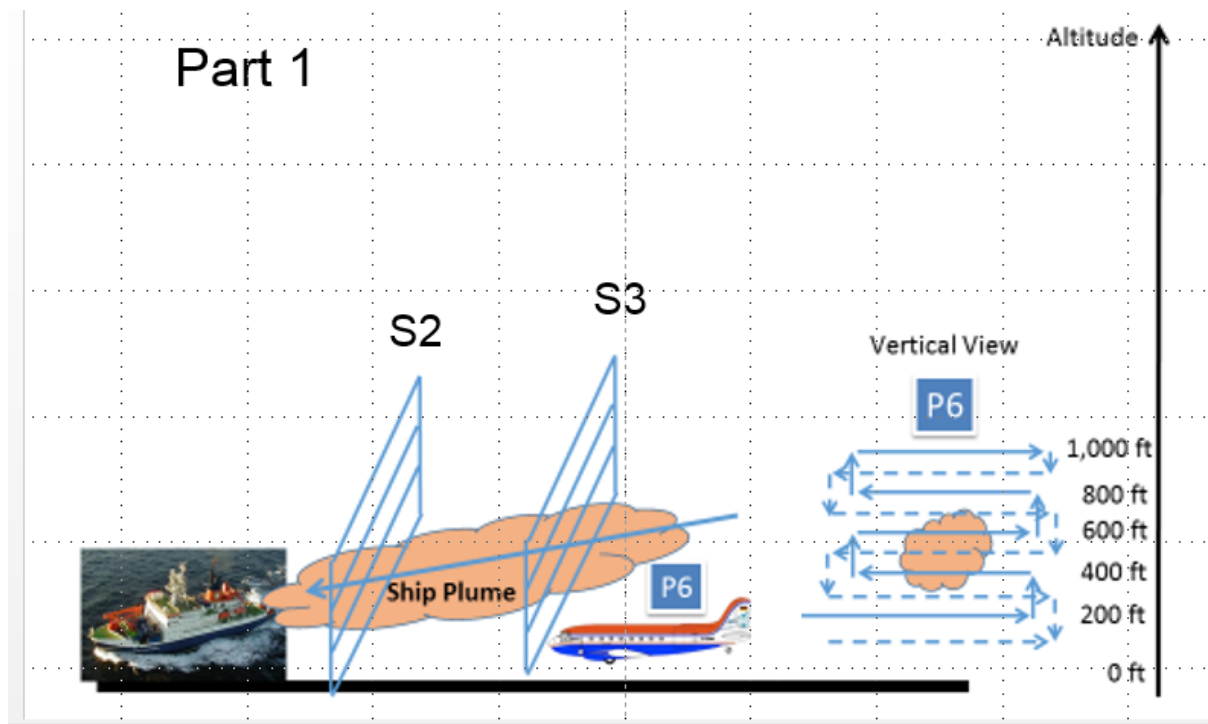 Part 1
Altitude
S2
S3
Vertical View
P6
1,000 ft
800 ft
600 ft
400 ft
200 ft
0 ft
Ship Plume
P6